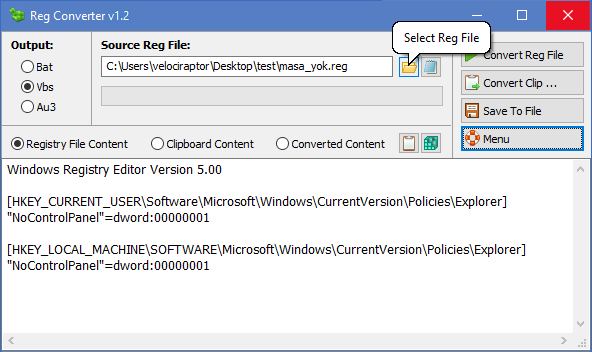 Reg Converter v1.2
Select Reg File
Output:
Bat
Vbs
Au3
Source Reg File:
C:\Users\velociraptor\Desktop\test\masa_yok.reg
Convert Reg File
Convert Clip ...
Save To File
Menu
Registry File Content
Clipboard Content
Converted Content
Windows Registry Editor Version 5.00
[HKEY_CURRENT_USER\Software\Microsoft\Windows\CurrentVersion\Policies\Explorer]
"NoControlPanel"=dword:00000001
[HKEY_LOCAL_MACHINE\SOFTWARE\Microsoft\Windows\CurrentVersion\Policies\Explorer]
"NoControlPanel"=dword:00000001